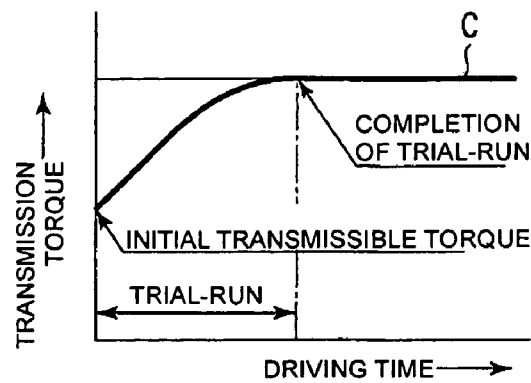 C
COMPLETION
OF TRIAL-RUN
TRANSMISSION
TORQUE
INITIAL TRANSMISSIBLE TORQUE
TRIAL-RUN
DRIVING TIME